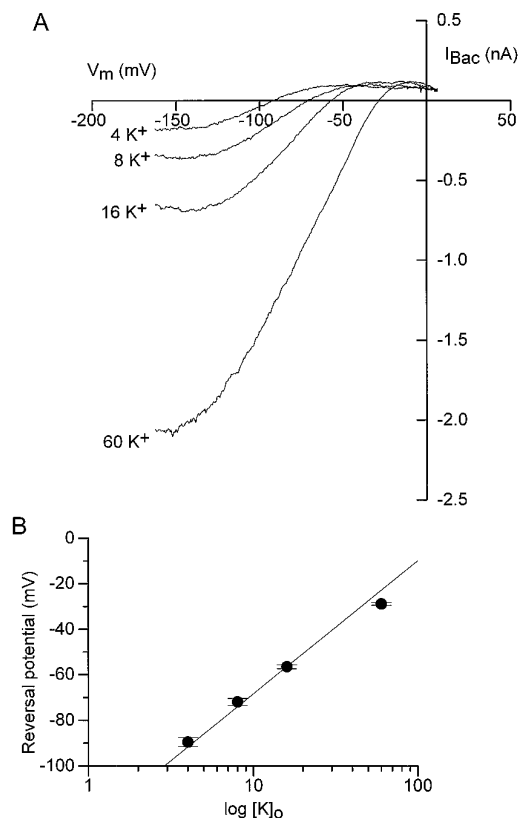 A
V_m (mV)
I_Bac (nA)
0.5
-200
-150
-100
-50
0
50
4 K+
8 K+
16 K+
60 K+
-0.5
-1.0
-1.5
-2.0
-2.5
B
Reversal potential (mV)
0
-20
-40
-60
-80
-100
1
10
100
log [K]o